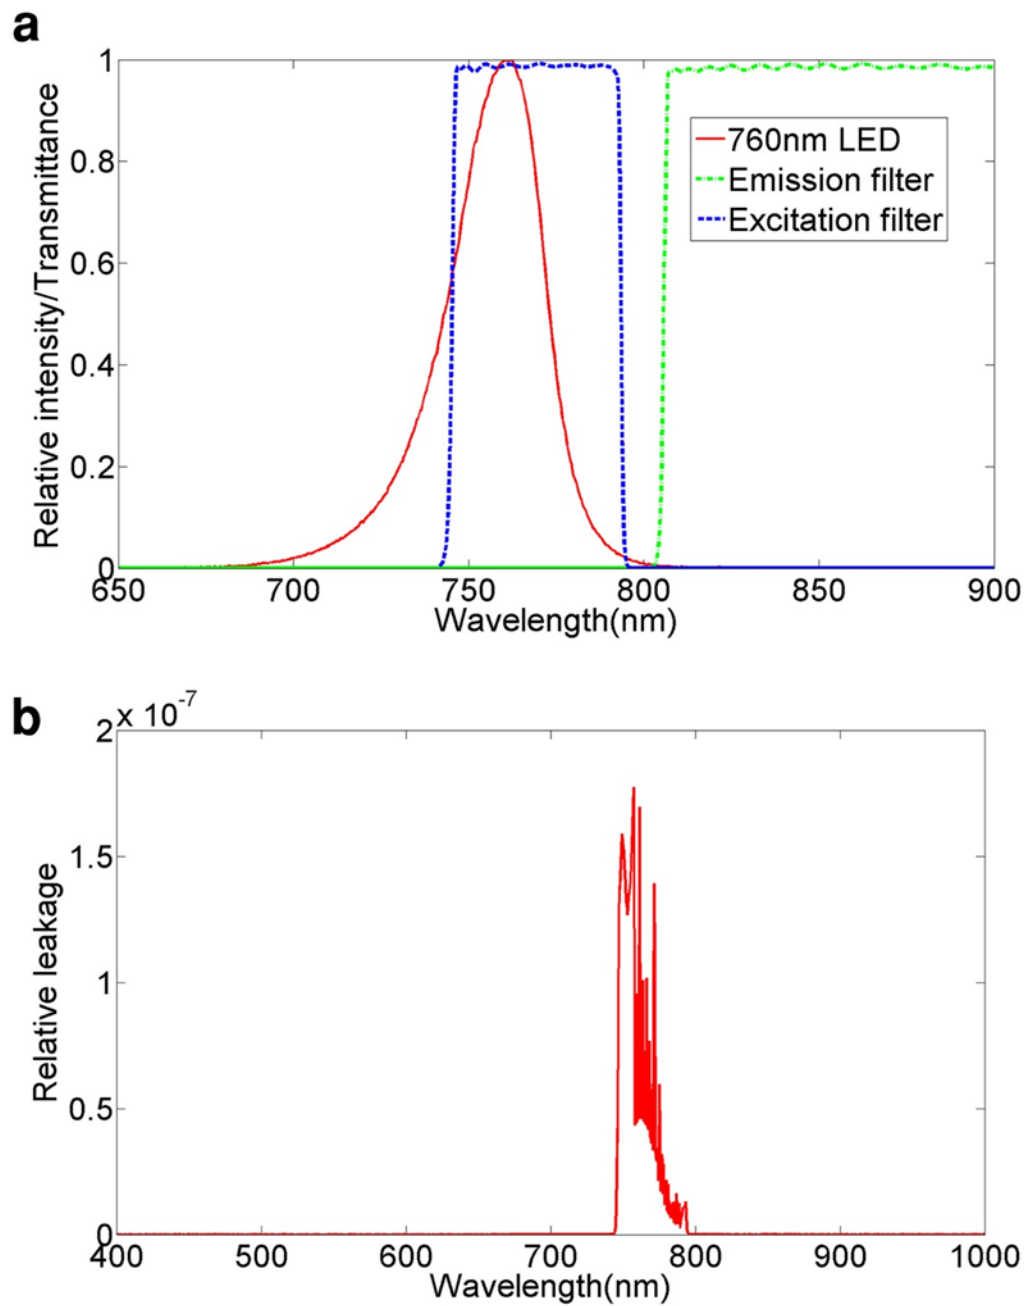 a
Relative intensity/Transmittance
1
0.8
0.6
0.4
0.2
0
760nm LED
Emission filter
Excitation filter
650 700 750 800 850 900
Wavelength(nm)
b
× 10-7
Relative leakage
2
1.5
1
0.5
0
400 500 600 700 800 900 1000
Wavelength(nm)